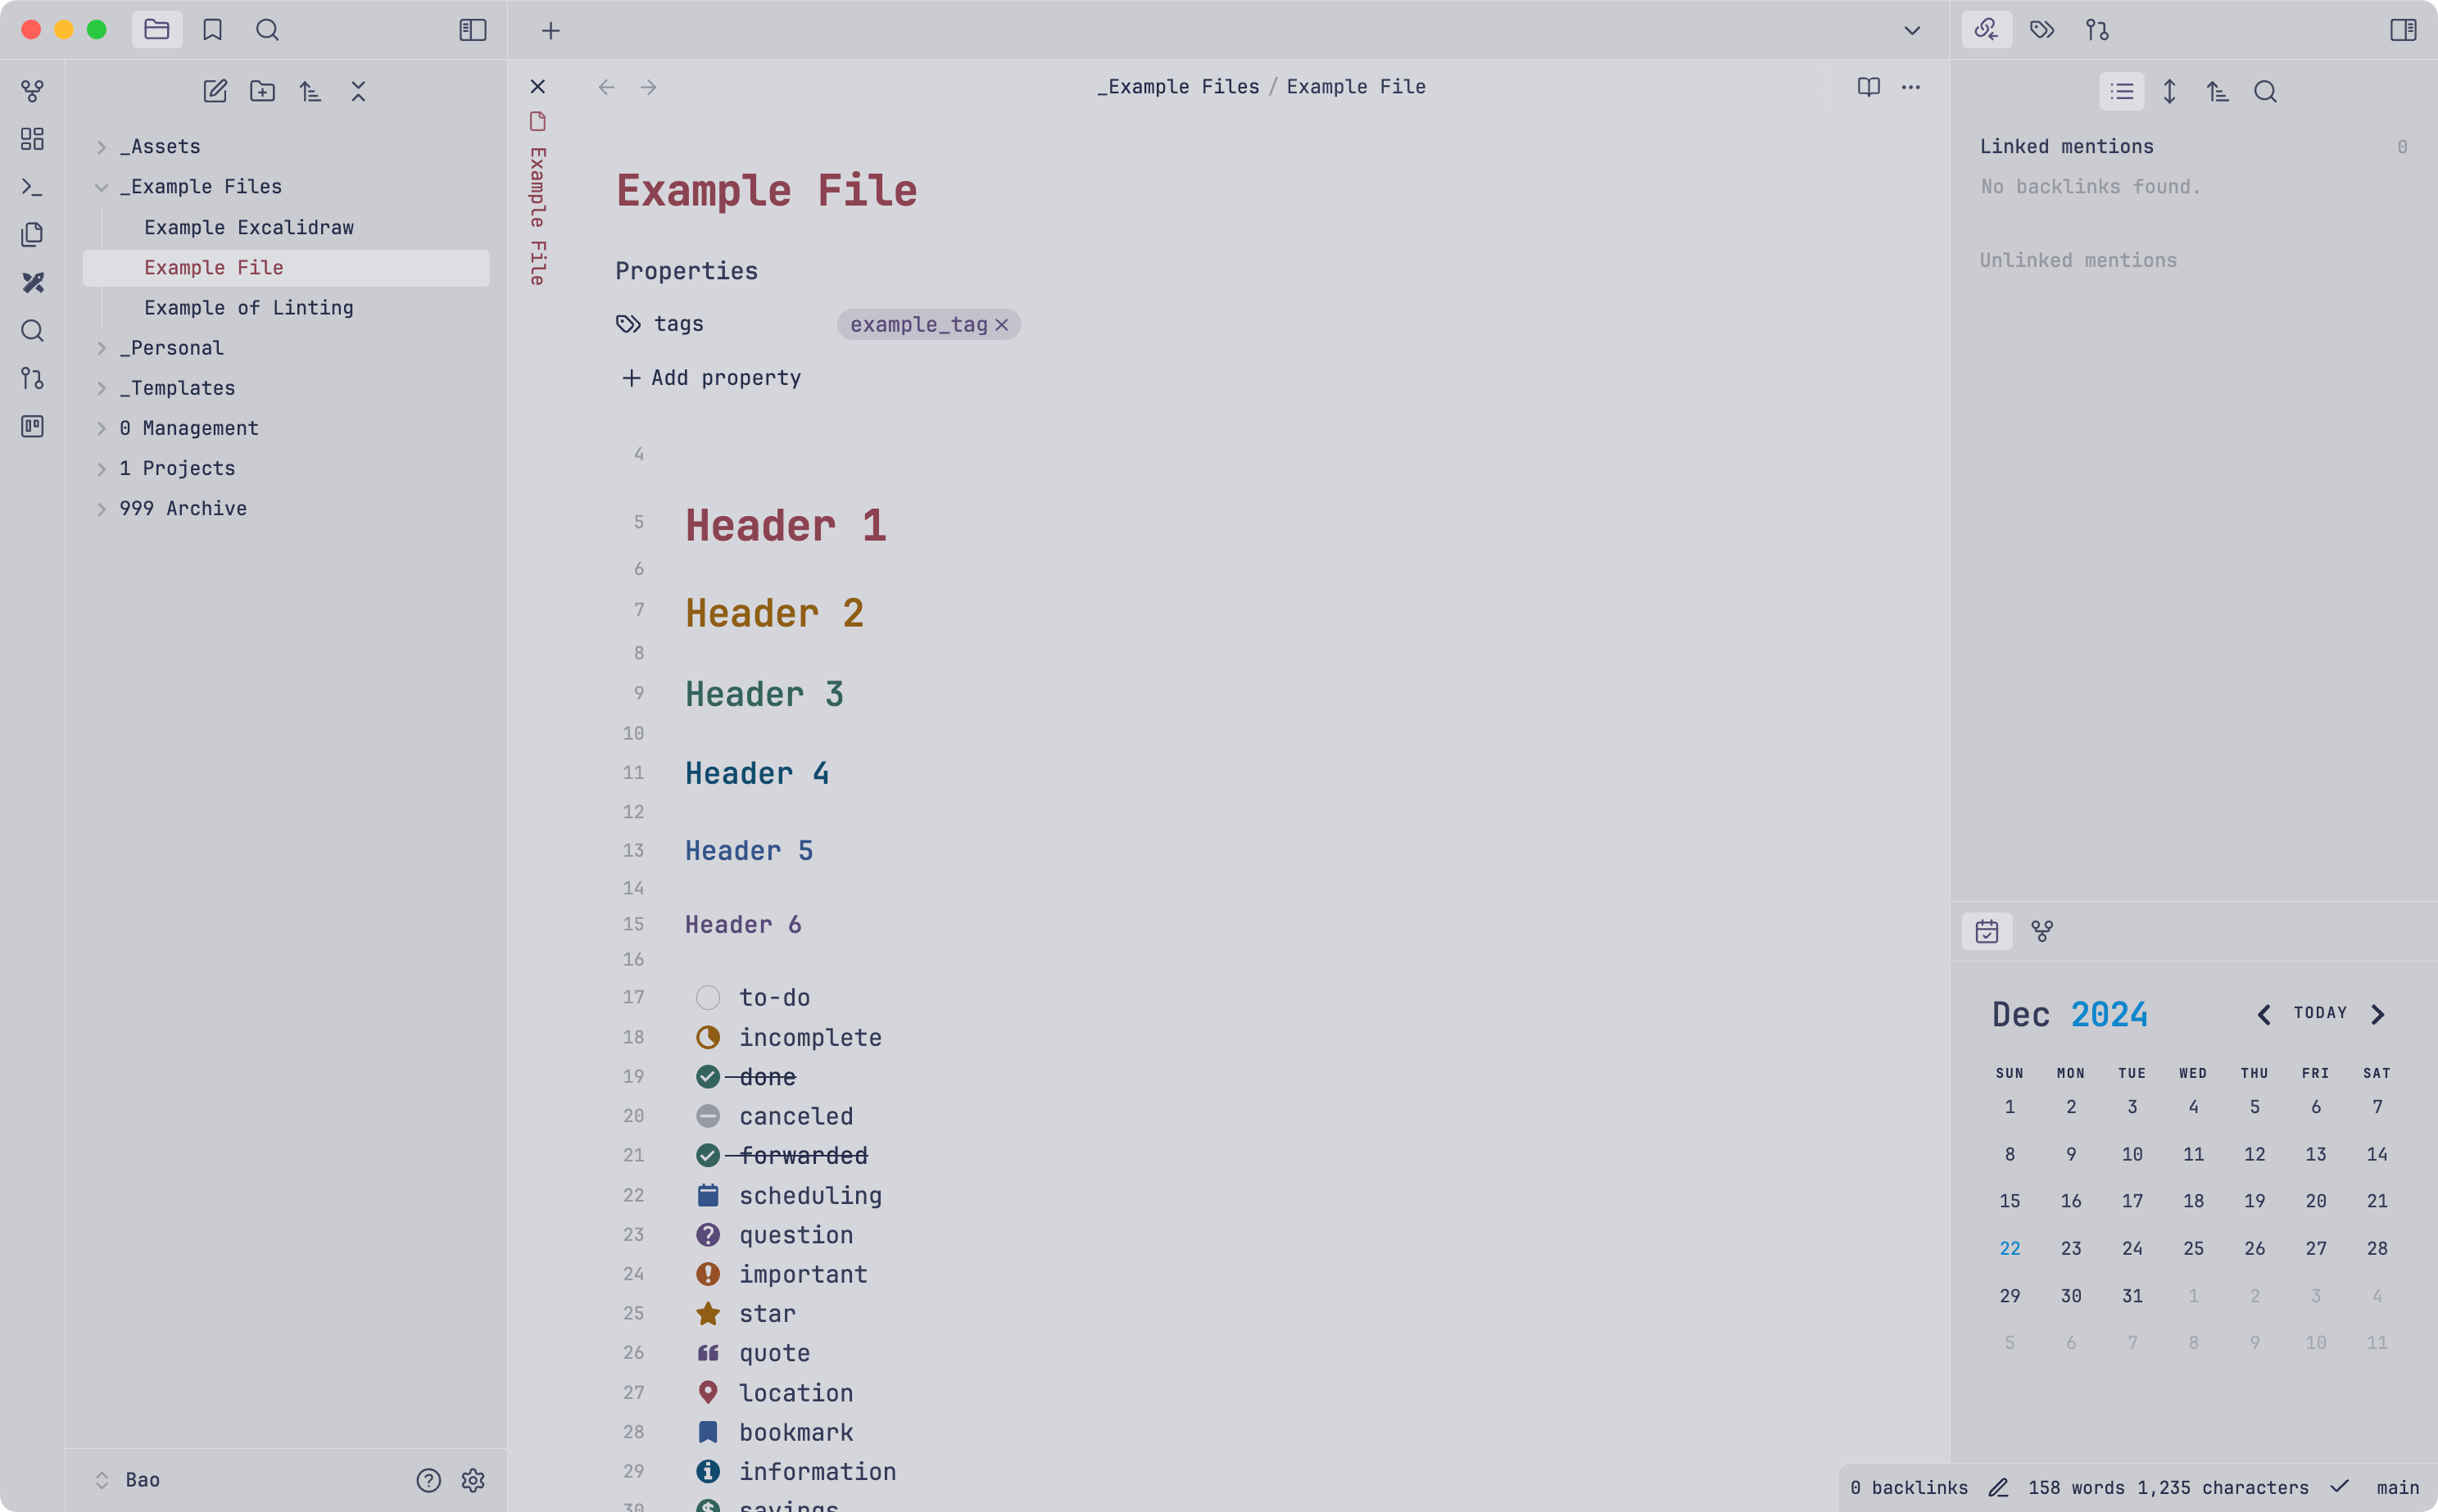 _Assets
_Example Files
Example Excalidraw
Example File
Example of Linting
_Personal
_Templates
0 Management
1 Projects
999 Archive
Bao
Example File
_Example Files / Example File
Example File
Properties
tags example_tag
Add property
4
5 Header 1
6
7 Header 2
8
9 Header 3
10
11 Header 4
12
13 Header 5
14
15 Header 6
16
17 to-do
18 incomplete
19 done
20 canceled
21 forwarded
22 scheduling
23 question
24 important
25 star
26 quote
27 location
28 bookmark
29 information
30 savings
Linked mentions 0
No backlinks found.
Unlinked mentions
Dec 2024 TODAY
SUN MON TUE WED THU FRI SAT
1 2 3 4 5 6 7
8 9 10 11 12 13 14
15 16 17 18 19 20 21
22 23 24 25 26 27 28
29 30 31 1 2 3 4
5 6 7 8 9 10 11
0 backlinks 158 words 1,235 characters main